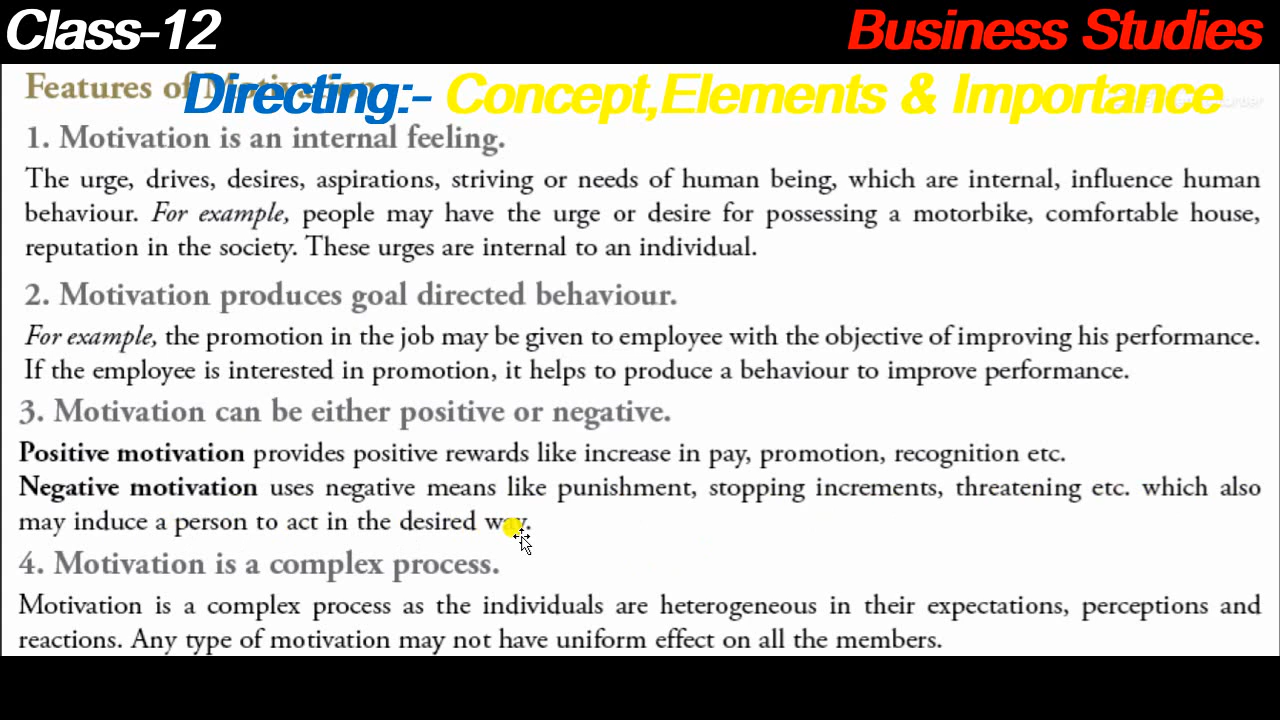 Class-12
Business Studies
Features of Motivation
Directing:- Concept,Elements & Importance
1. Motivation is an internal feeling.
The urge, drives, desires, aspirations, striving or needs of human being, which are internal, influence human
behaviour. For example, people may have the urge or desire for possessing a motorbike, comfortable house,
reputation in the society. These urges are internal to an individual.
2. Motivation produces goal directed behaviour.
For example, the promotion in the job may be given to employee with the objective of improving his performance.
If the employee is interested in promotion, it helps to produce a behaviour to improve performance.
3. Motivation can be either positive or negative.
Positive motivation provides positive rewards like increase in pay, promotion, recognition etc.
Negative motivation uses negative means like punishment, stopping increments, threatening etc. which also
may induce a person to act in the desired way.
4. Motivation is a complex process.
Motivation is a complex process as the individuals are heterogeneous in their expectations, perceptions and
reactions. Any type of motivation may not have uniform effect on all the members.